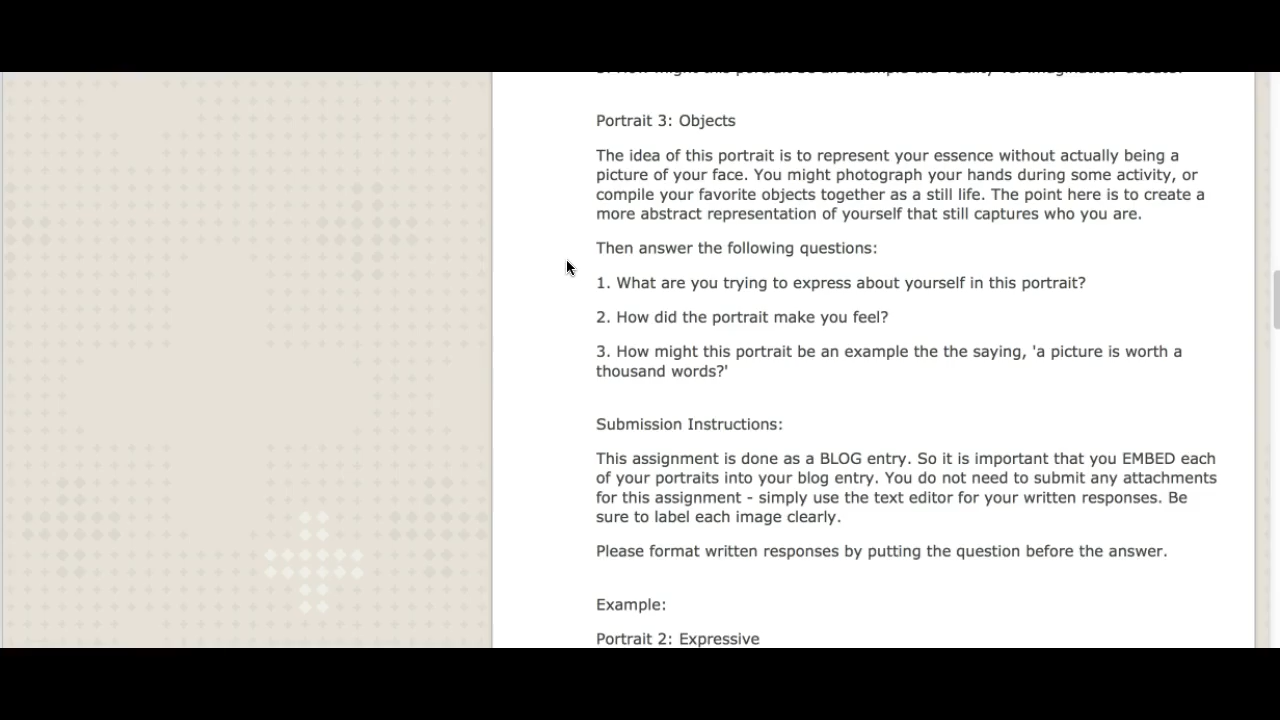 Portrait 3: Objects
The idea of this portrait is to represent your essence without actually being a
picture of your face. You might photograph your hands during some activity, or
compile your favorite objects together as a still life. The point here is to create a
more abstract representation of yourself that still captures who you are.
Then answer the following questions:
1. What are you trying to express about yourself in this portrait?
2. How did the portrait make you feel?
3. How might this portrait be an example the the saying, 'a picture is worth a
thousand words?'
Submission Instructions:
This assignment is done as a BLOG entry. So it is important that you EMBED each
of your portraits into your blog entry. You do not need to submit any attachments
for this assignment - simply use the text editor for your written responses. Be
sure to label each image clearly.
Please format written responses by putting the question before the answer.
Example:
Portrait 2: Expressive